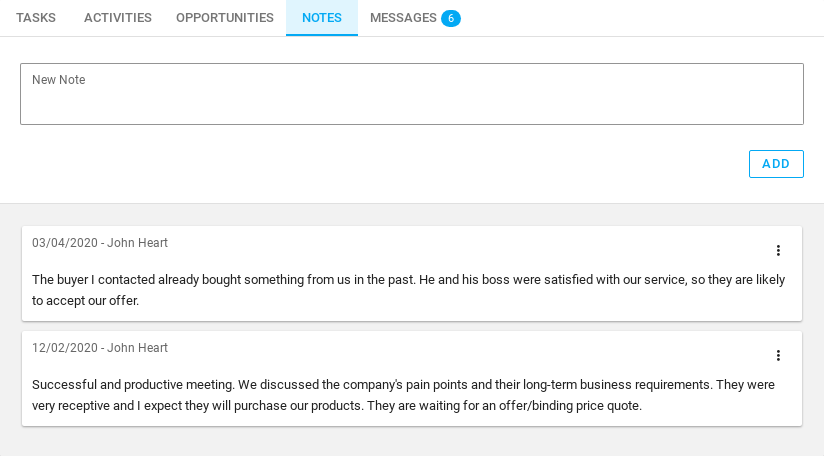 TASKS ACTIVITIES OPPORTUNITIES NOTES MESSAGES 6
New Note
ADD
03/04/2020 - John Heart
The buyer I contacted already bought something from us in the past. He and his boss were satisfied with our service, so they are likely
to accept our offer.
12/02/2020 - John Heart
Successful and productive meeting. We discussed the company's pain points and their long-term business requirements. They were
very receptive and I expect they will purchase our products. They are waiting for an offer/binding price quote.